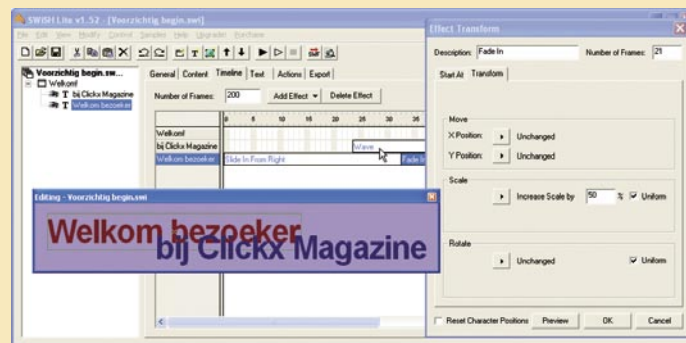 SWiSH Lite v1.52 - [Voorzichtig begin.swi]
File Edit View Modify Control Samples Help Upgrade! Purchase
Voorzichtig begin.sw...
Welkom!
T bij Clickx Magazine
T Welkom bezoeker
General Content Timeline Text Actions Export
Number of Frames: 200 Add Effect Delete Effect
0 5 10 15 20 25 30 35
Welkom!
bij Clickx Magazine Wave
Welkom bezoeker Slide In From Right Fade In
Editing - Voorzichtig begin.swi
Welkom bezoeker
bij Clickx Magazine
Effect Transform
Description: Fade In Number of Frames: 21
Start At Transform
Move
X Position: Unchanged
Y Position: Unchanged
Scale
Increase Scale by 50 % Uniform
Rotate
Unchanged Uniform
Reset Character Positions Preview OK Cancel